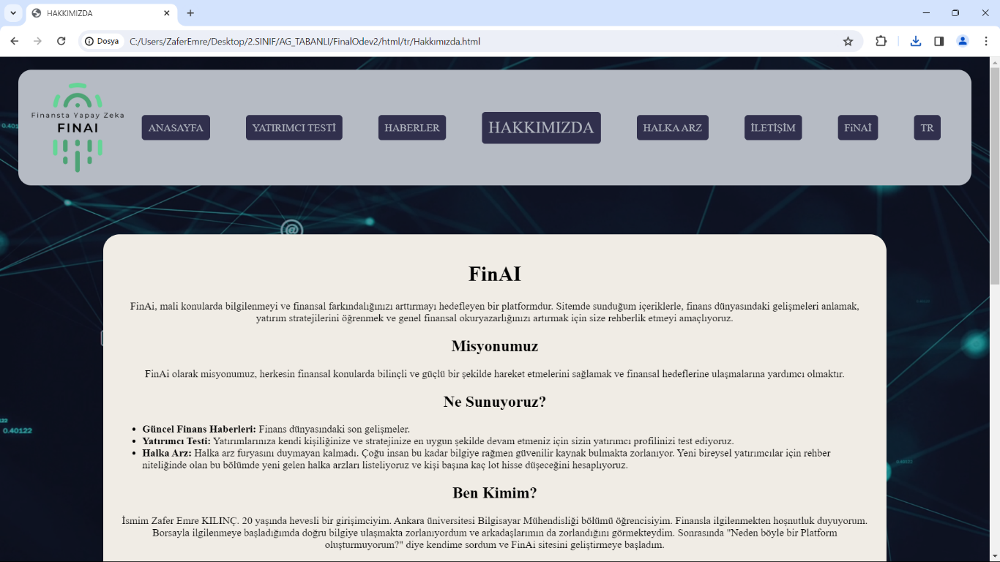 HAKKIMIZDA
Dosya
C:/Users/ZaferEmre/Desktop/2.SINIF/AG_TABANLI/FinalOdev2/html/tr/Hakkımızda.html
Finansta Yapay Zeka
FINAI
ANASAYFA
YATIRIMCI TESTİ
HABERLER
HAKKIMIZDA
HALKA ARZ
İLETİŞİM
FiNAİ
TR
@
FinAI
FinAi, mali konularda bilgilenmeyi ve finansal farkındalığınızı arttırmayı hedefleyen bir platformdur. Sitemde sunduğum içeriklerle, finans dünyasındaki gelişmeleri anlamak,
yatırım stratejilerini öğrenmek ve genel finansal okuryazarlığınızı artırmak için size rehberlik etmeyi amaçlıyoruz.
Misyonumuz
FinAi olarak misyonumuz, herkesin finansal konularda bilinçli ve güçlü bir şekilde hareket etmelerini sağlamak ve finansal hedeflerine ulaşmalarına yardımcı olmaktır.
Ne Sunuyoruz?
• Güncel Finans Haberleri: Finans dünyasındaki son gelişmeler.
• Yatırımcı Testi: Yatırımlarınıza kendi kişiliğinize ve stratejinize en uygun şekilde devam etmeniz için sizin yatırımcı profilinizi test ediyoruz.
• Halka Arz: Halka arz furyasını duymayan kalmadı. Çoğu insan bu kadar bilgiye rağmen güvenilir kaynak bulmakta zorlanıyor. Yeni bireysel yatırımcılar için rehber
niteliğinde olan bu bölümde yeni gelen halka arzları listeliyoruz ve kişi başına kaç lot hisse düşeceğini hesaplıyoruz.
0.40122
Ben Kimim?
İsmim Zafer Emre KILINÇ. 20 yaşında hevesli bir girişimciyim. Ankara üniversitesi Bilgisayar Mühendisliği bölümü öğrencisiyim. Finansla ilgilenmekten hoşnutluk duyuyorum.
Borsayla ilgilenmeye başladığımda doğru bilgiye ulaşmakta zorlanıyordum ve arkadaşlarımın da zorlandığını görmekteydim. Sonrasında "Neden böyle bir Platform
oluşturmuyorum?" diye kendime sordum ve FinAi sitesini geliştirmeye başladım.